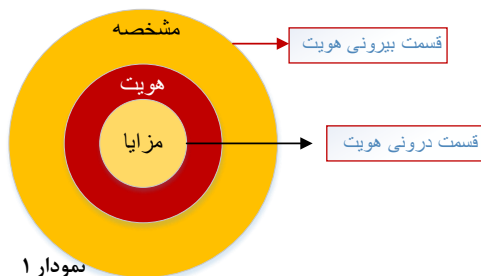 مشخصه
قسمت بیرونی هویت
هویت
مزایا
قسمت درونی هویت
نمودار ۱